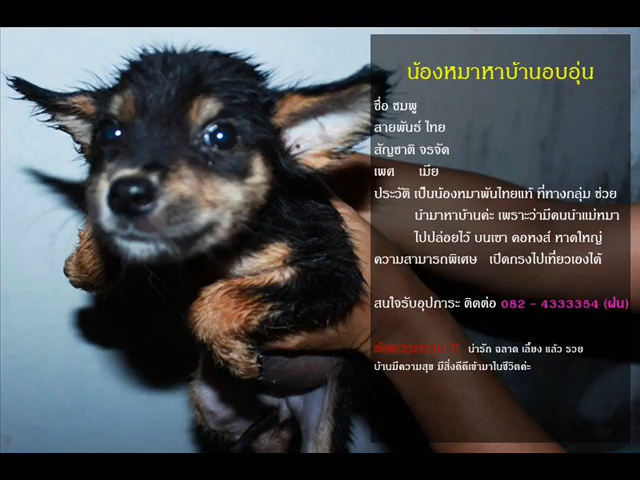 น้องหมาหาบ้านอบอุ่น
ชื่อ ชมพู
สายพันธ์ ไทย
สัญชาติ จรจัด
เพศ เมีย
ประวัติ เป็นน้องหมาพันไทยแท้ ที่ทางกลุ่ม ช่วย
นำมาหาบ้านค่ะ เพราะว่ามีคนนำแม่หมา
ไปปล่อยไว้ บนเขา คอหงส์ หาดใหญ่
ความสามารถพิเศษ เปิดกรงไปเที่ยวเองได้
สนใจรับอุปการะ ติดต่อ 082 - 4333354 (ฝน)
น่ารัก ฉลาด เลี้ยง แล้ว รวย
บ้านมีความสุข มีสิ่งดีดีเข้ามาในชีวิตค่ะ